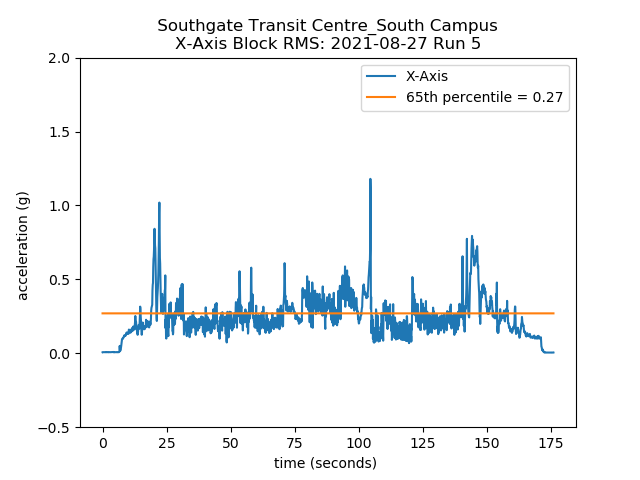 Southgate Transit Centre_South Campus
X-Axis Block RMS: 2021-08-27 Run 5
X-Axis
65th percentile = 0.27
2.0
1.5
1.0
0.5
0.0
−0.5
acceleration (g)
0 25 50 75 100 125 150 175
time (seconds)